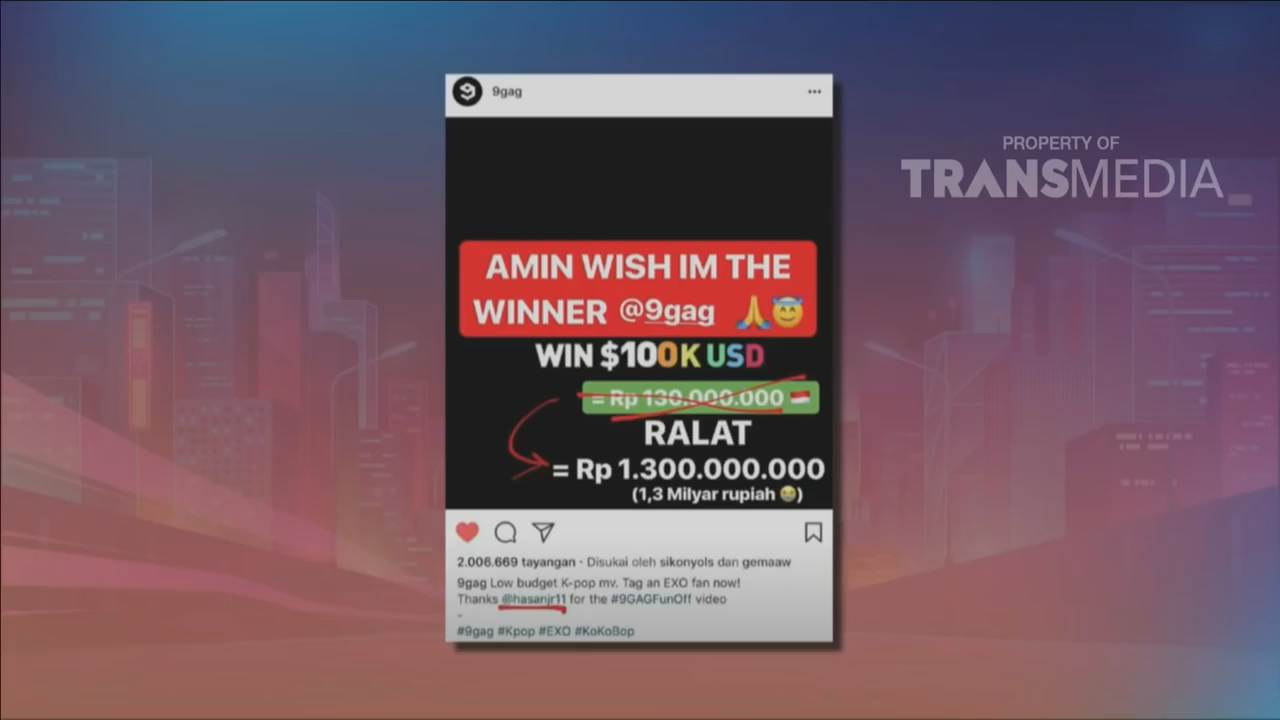 9gag
PROPERTY OF
TRANSMEDIA
AMIN WISH IM THE
WINNER @9gag 🙏😇
WIN $100K USD
= Rp 130.000.000 🇮🇩
RALAT
= Rp 1.300.000.000
(1,3 Milyar rupiah 😂)
2.006.669 tayangan · Disukai oleh sikonyols dan gemaaw
9gag Low budget K-pop mv. Tag an EXO fan now!
Thanks @hasanjr11 for the #9GAGFunOff video
-
#9gag #Kpop #EXO #KoKoBop